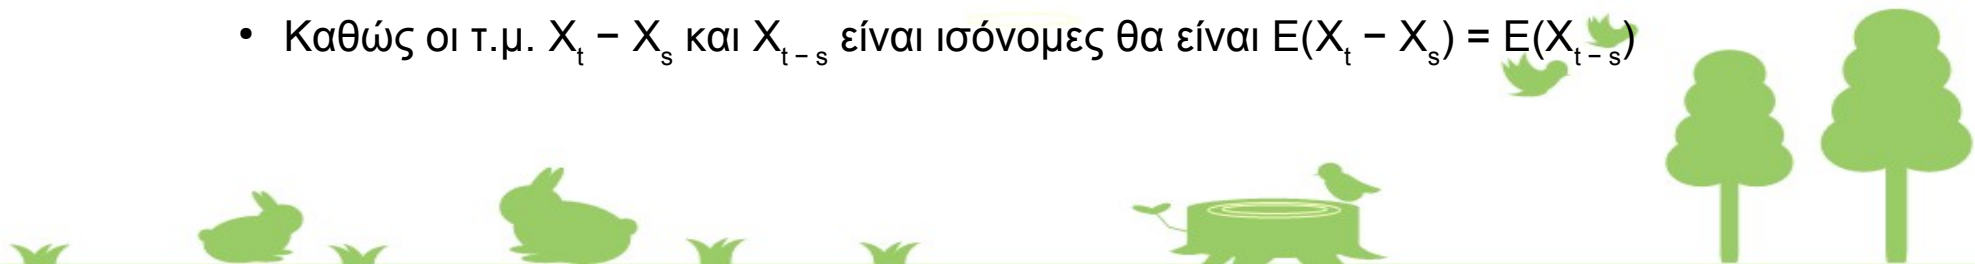 • Καθώς οι τ.μ. Xₜ − Xₛ και Xₜ ₋ ₛ είναι ισόνομες θα είναι E(Xₜ − Xₛ) = E(Xₜ ₋ ₛ)